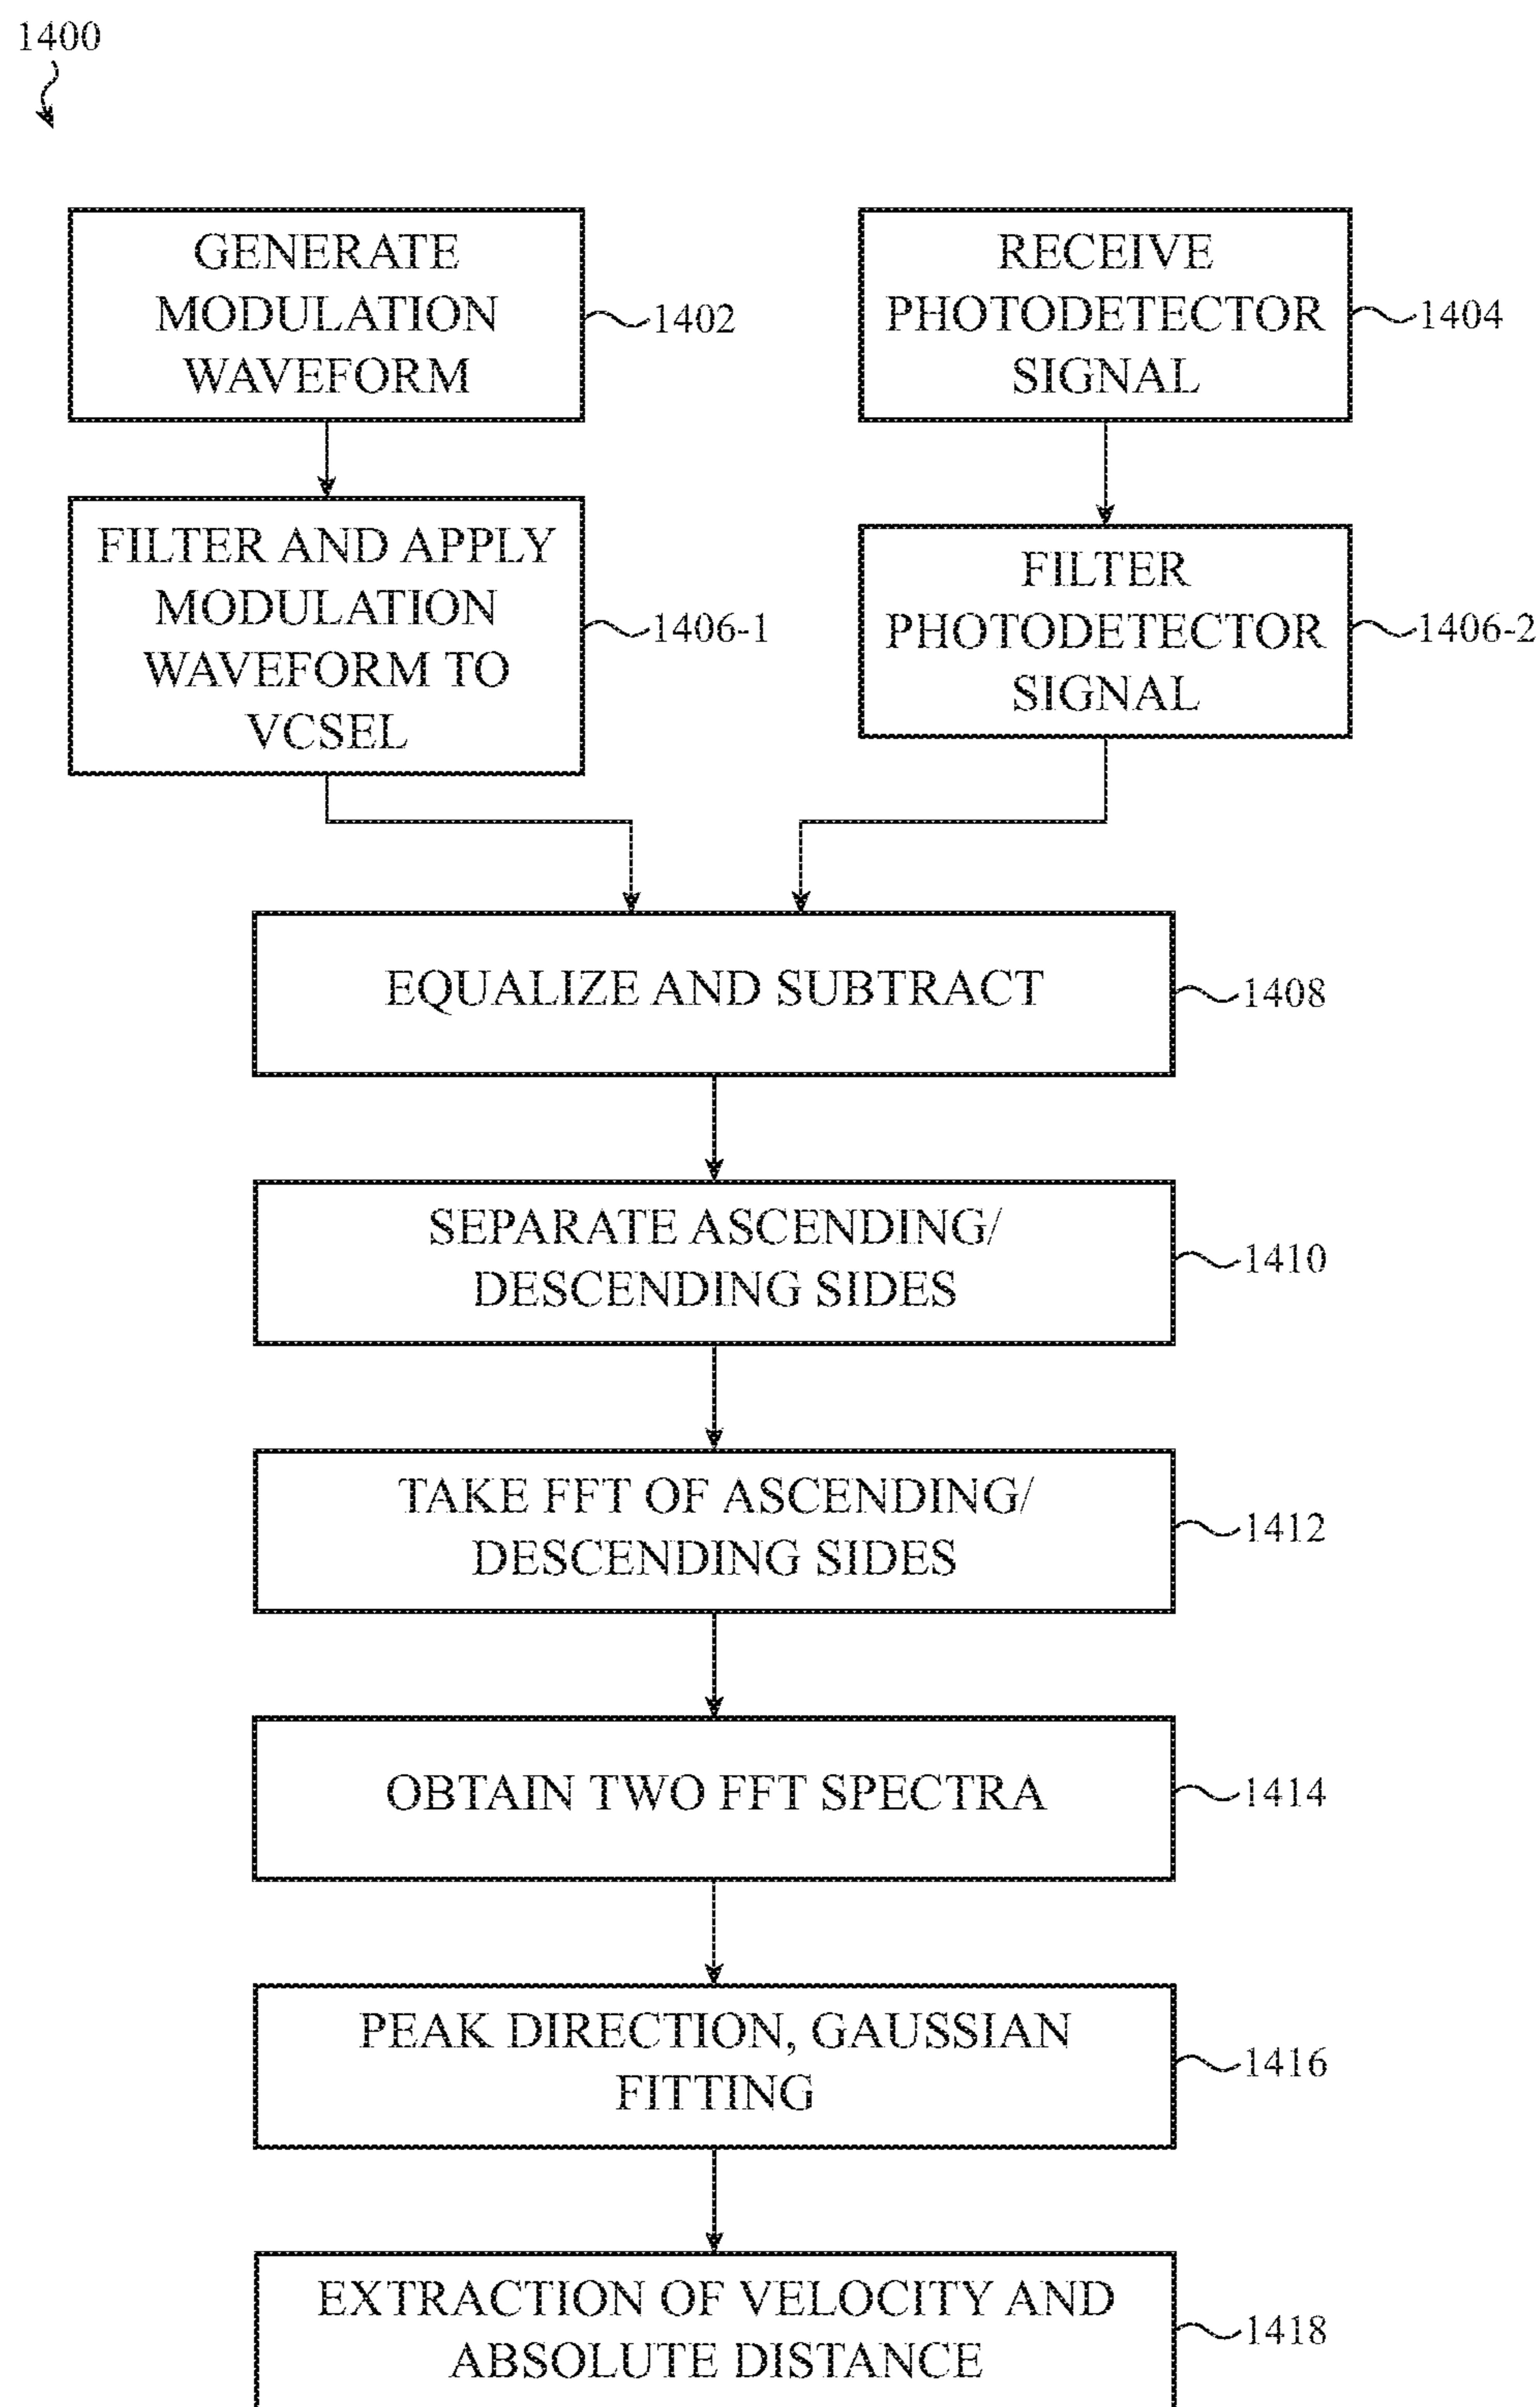 1400
GENERATE
MODULATION
WAVEFORM
1402
RECEIVE
PHOTODETECTOR
SIGNAL
1404
FILTER AND APPLY
MODULATION
WAVEFORM TO
VCSEL
1406-1
FILTER
PHOTODETECTOR
SIGNAL
1406-2
EQUALIZE AND SUBTRACT
1408
SEPARATE ASCENDING/
DESCENDING SIDES
1410
TAKE FFT OF ASCENDING/
DESCENDING SIDES
1412
OBTAIN TWO FFT SPECTRA
1414
PEAK DIRECTION, GAUSSIAN
FITTING
1416
EXTRACTION OF VELOCITY AND
ABSOLUTE DISTANCE
1418